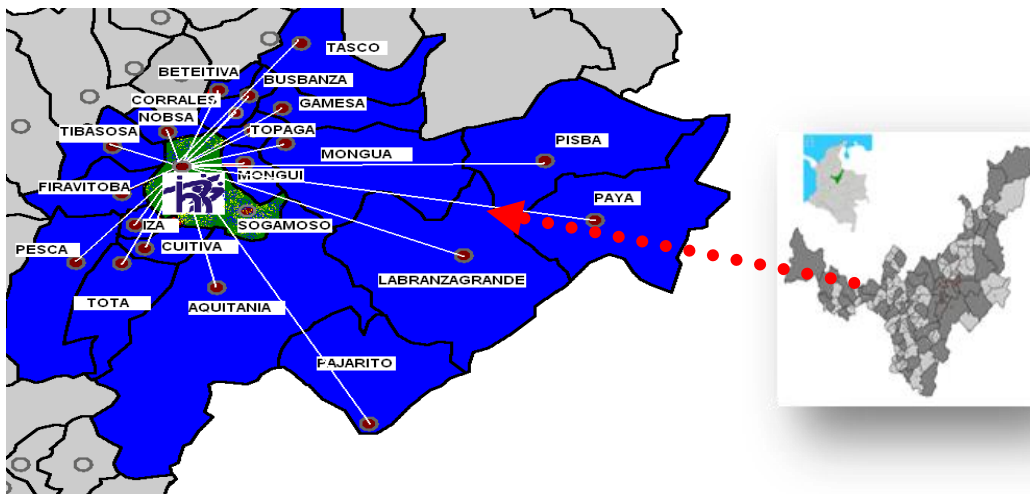 TASCO
BETEITIVA
BUSBANZA
CORRALES
GAMESA
NOBSA
TIBASOSA
TOPAGA
MONGUA
PISBA
MONGUI
FIRAVITOBA
PAYA
IZA
SOGAMOSO
PESCA
CUITIVA
LABRANZAGRANDE
TOTA
AQUITANIA
PAJARITO